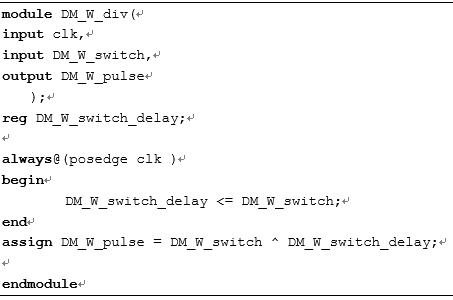 module DM_W_div(
input clk,
input DM_W_switch,
output DM_W_pulse
    );
reg DM_W_switch_delay;

always@(posedge clk )
begin
        DM_W_switch_delay <= DM_W_switch;
end
assign DM_W_pulse = DM_W_switch ^ DM_W_switch_delay;

endmodule